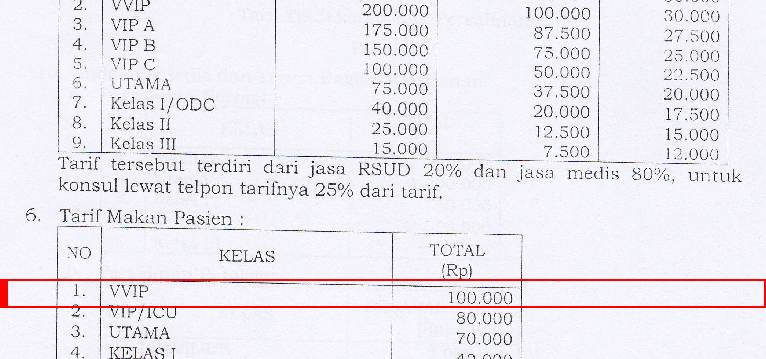 2. VVIP 200.000 100.000 30.000
3. VIP A 175.000 87.500 27.500
4. VIP B 150.000 75.000 25.000
5. VIP C 100.000 50.000 22.500
6. UTAMA 75.000 37.500 20.000
7. Kelas I/ODC 40.000 20.000 17.500
8. Kelas II 25.000 12.500 15.000
9. Kelas III 15.000 7.500 12.000
Tarif tersebut terdiri dari jasa RSUD 20% dan jasa medis 80%, untuk
konsul lewat telpon tarifnya 25% dari tarif.
6. Tarif Makan Pasien :
NO KELAS TOTAL
(Rp)
1. VVIP 100.000
2. VIP/ICU 80.000
3. UTAMA 70.000
4. KELAS I